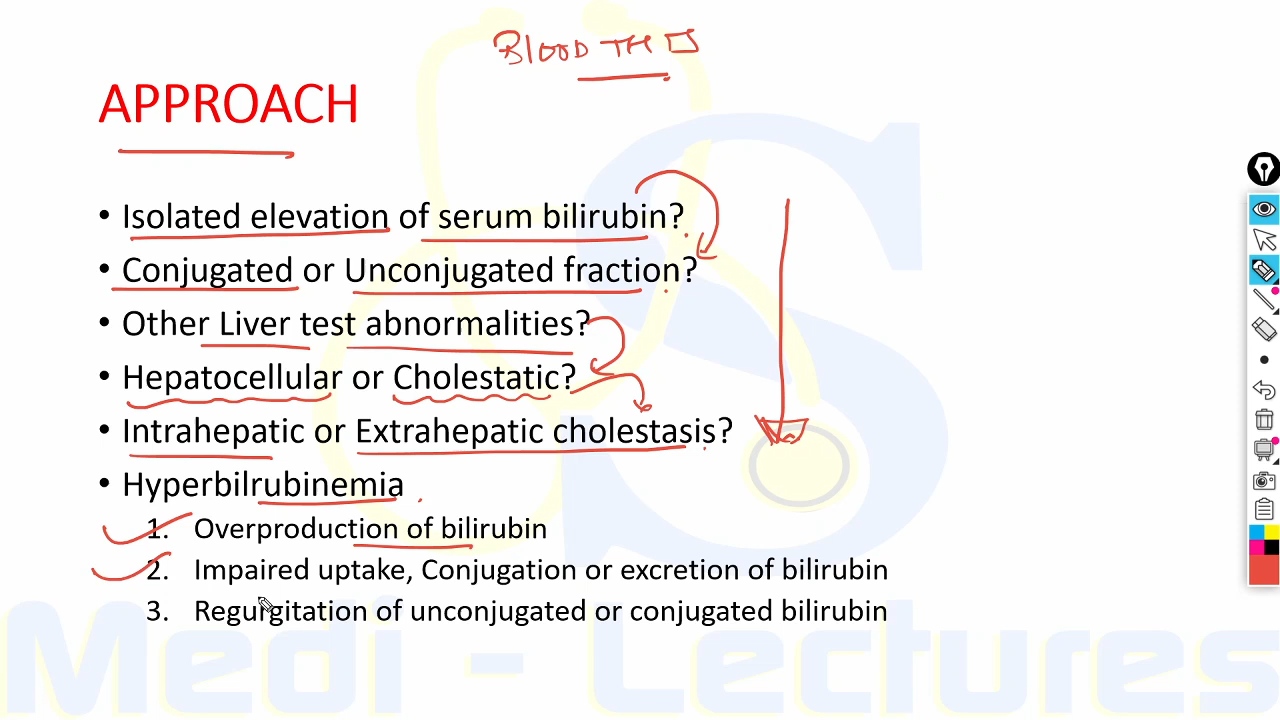 BLOOD
APPROACH
• Isolated elevation of serum bilirubin?
• Conjugated or Unconjugated fraction?
• Other Liver test abnormalities?
• Hepatocellular or Cholestatic?
• Intrahepatic or Extrahepatic cholestasis?
• Hyperbilrubinemia
1. Overproduction of bilirubin
2. Impaired uptake, Conjugation or excretion of bilirubin
3. Regurgitation of unconjugated or conjugated bilirubin
Medi - Lectures